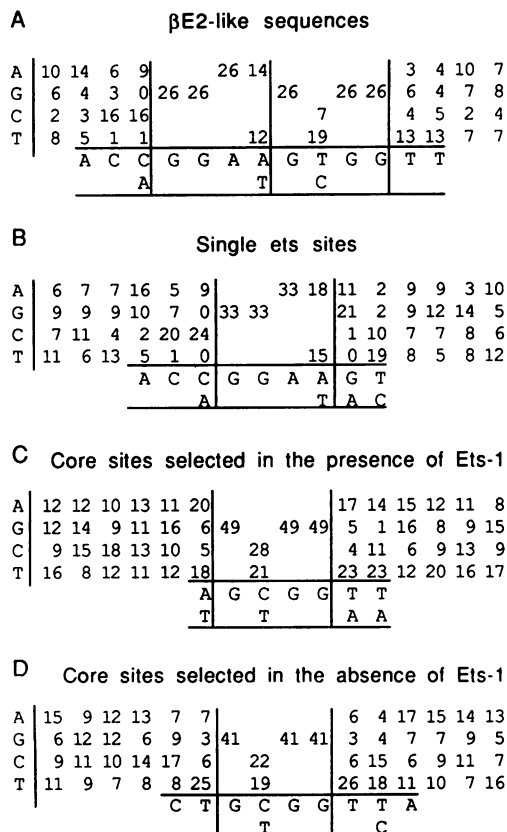 A βE2-like sequences
A 10 14 6 9 26 14 3 4 10 7
G 6 4 3 0 26 26 26 26 26 6 4 7 8
C 2 3 16 16 7 4 5 2 4
T 8 5 1 1 12 19 13 13 7 7
A C C G G A A G T G G T T
A T C
B Single ets sites
A 6 7 7 16 5 9 33 18 11 2 9 9 3 10
G 9 9 9 10 7 0 33 33 21 2 9 12 14 5
C 7 11 4 2 20 24 1 10 7 7 8 6
T 11 6 13 5 1 0 15 0 19 8 5 8 12
A C C G G A A G T
A T A C
C Core sites selected in the presence of Ets-1
A 12 12 10 13 11 20 17 14 15 12 11 8
G 12 14 9 11 16 6 49 49 49 5 1 16 8 9 15
C 9 15 18 13 10 5 28 4 11 6 9 13 9
T 16 8 12 11 12 18 21 23 23 12 20 16 17
A G C G G T T
T T A A
D Core sites selected in the absence of Ets-1
A 15 9 12 13 7 7 6 4 17 15 14 13
G 6 12 12 6 9 3 41 41 41 3 4 7 7 9 5
C 9 11 10 14 17 6 22 6 15 6 9 11 7
T 11 9 7 8 8 25 19 26 18 11 10 7 16
C T G C G G T T A
T C